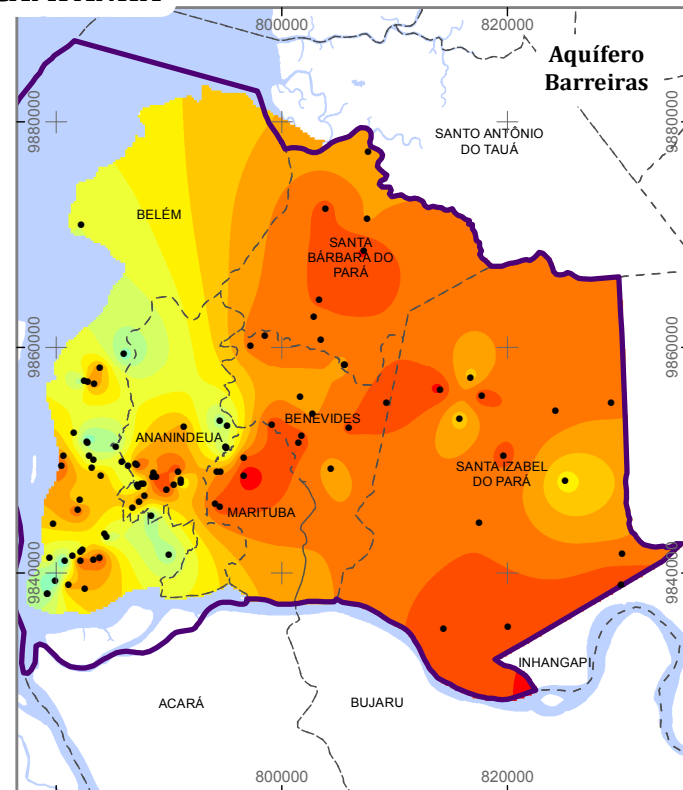 800000
820000
Aquífero
Barreiras
9880000
9880000
SANTO ANTÔNIO
DO TAUÁ
BELÉM
SANTA
BÁRBARA DO
PARÁ
9860000
9860000
BENEVIDES
ANANINDEUA
SANTA IZABEL
DO PARÁ
MARITUBA
9840000
9840000
INHANGAPI
ACARÁ
BUJARU
800000
820000